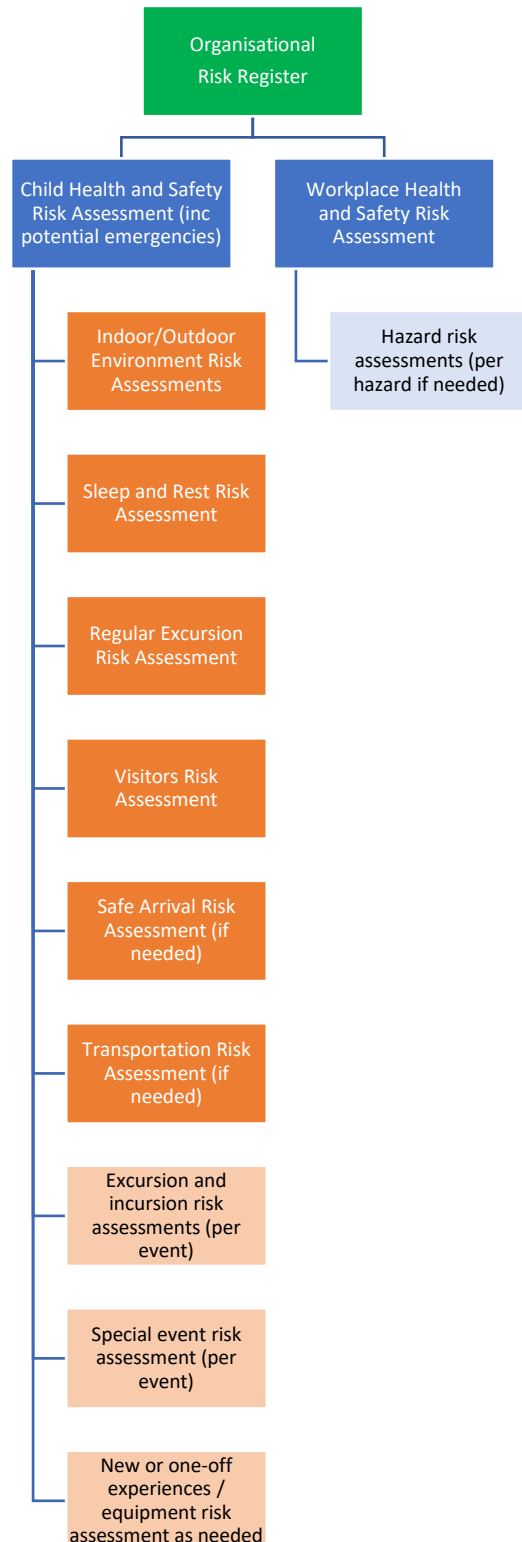 Organisational
Risk Register
Child Health and Safety
Risk Assessment (inc
potential emergencies)
Workplace Health
and Safety Risk
Assessment
Indoor/Outdoor
Environment Risk
Assessments
Hazard risk
assessments (per
hazard if needed)
Sleep and Rest Risk
Assessment
Regular Excursion
Risk Assessment
Visitors Risk
Assessment
Safe Arrival Risk
Assessment (if
needed)
Transportation Risk
Assessment (if
needed)
Excursion and
incursion risk
assessments (per
event)
Special event risk
assessment (per
event)
New or one-off
experiences /
equipment risk
assessment as needed